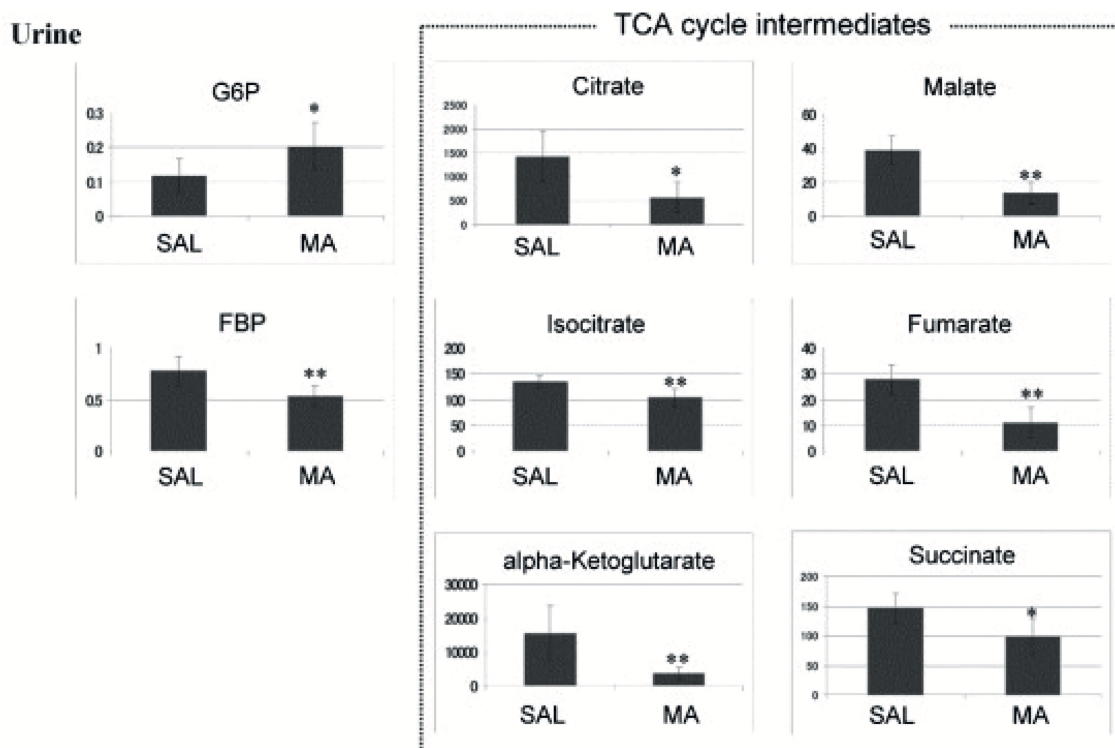 Urine
TCA cycle intermediates
G6P
0.3
0.2
0.1
0
*
SAL MA
Citrate
2500
2000
1500
1000
500
0
*
SAL MA
Malate
60
40
20
0
**
SAL MA
FBP
1
0.5
0
**
SAL MA
Isocitrate
200
150
100
50
0
**
SAL MA
Fumarate
40
30
20
10
0
**
SAL MA
alpha-Ketoglutarate
30000
20000
10000
0
**
SAL MA
Succinate
200
150
100
50
0
*
SAL MA